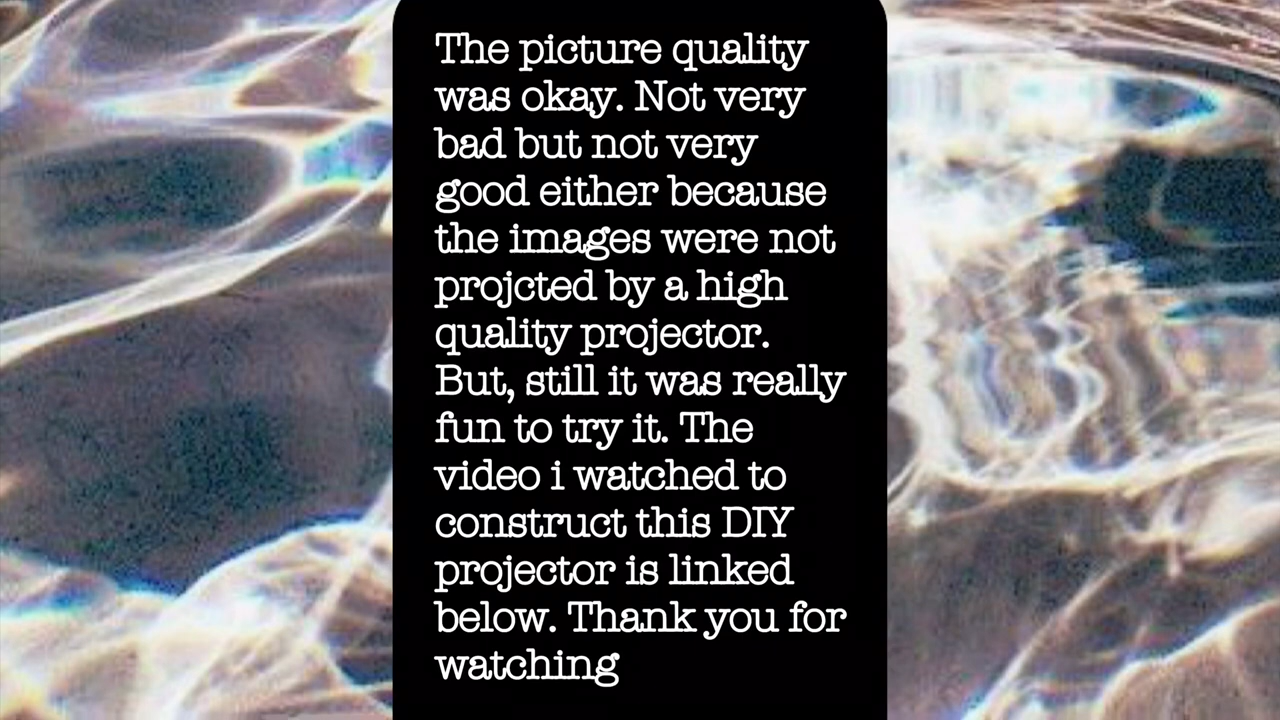 The picture quality
was okay. Not very
bad but not very
good either because
the images were not
projcted by a high
quality projector.
But, still it was really
fun to try it. The
video i watched to
construct this DIY
projector is linked
below. Thank you for
watching